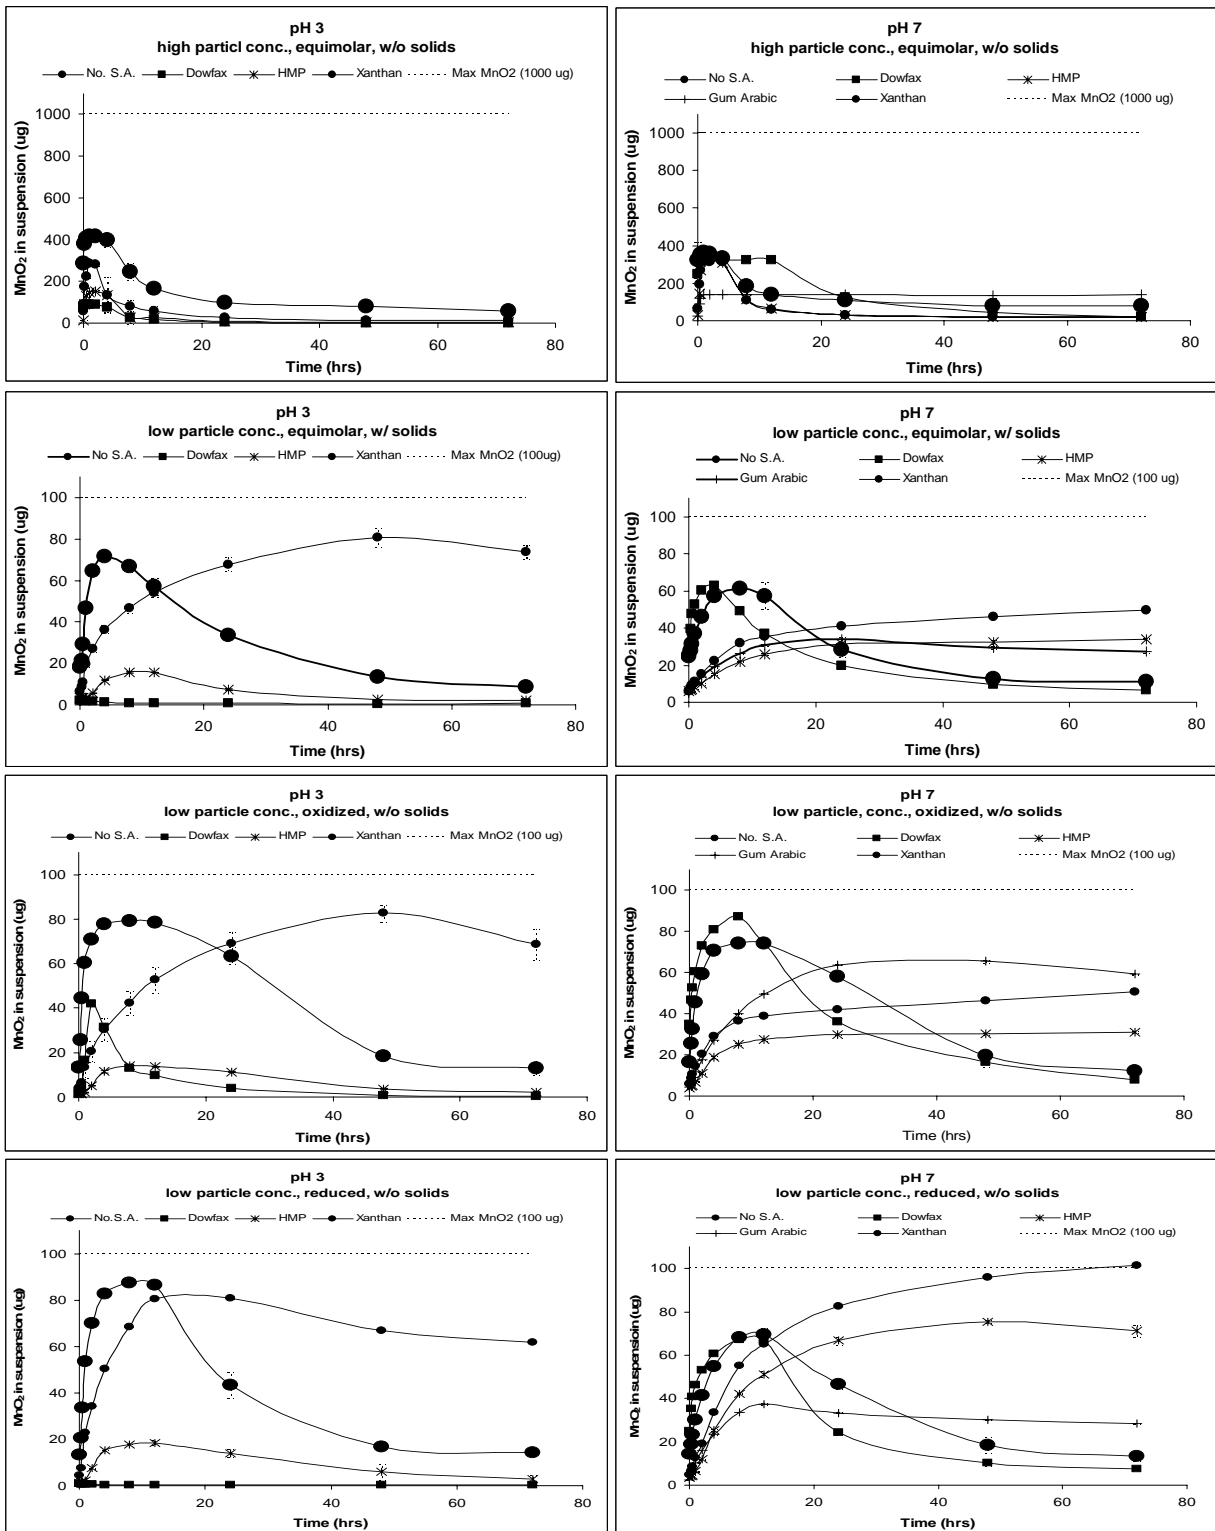 pH 3
high particl conc., equimolar, w/o solids
No. S.A. Dowfax HMP Xanthan Max MnO2 (1000 ug)
MnO₂ in suspension (ug)
1000
800
600
400
200
0
0 20 40 60 80
Time (hrs)
pH 7
high particle conc., equimolar, w/o solids
No S.A. Dowfax HMP
Gum Arabic Xanthan Max MnO2 (1000 ug)
MnO₂ in suspension (ug)
1000
800
600
400
200
0
0 20 40 60 80
Time (hrs)
pH 3
low particle conc., equimolar, w/ solids
No S.A. Dowfax HMP Xanthan Max MnO2 (100ug)
MnO₂ in suspension (ug)
100
80
60
40
20
0
0 20 40 60 80
Time (hrs)
pH 7
low particle conc., equimolar, w/ solids
No S.A. Dowfax HMP
Gum Arabic Xanthan Max MnO2 (100 ug)
MnO₂ in suspension (ug)
100
80
60
40
20
0
0 20 40 60 80
Time (hrs)
pH 3
low particle conc., oxidized, w/o solids
No S.A. Dowfax HMP Xanthan Max MnO2 (100 ug)
MnO₂ in suspension (ug)
100
80
60
40
20
0
0 20 40 60 80
Time (hrs)
pH 7
low particle, conc., oxidized, w/o solids
No. S.A. Dowfax HMP
Gum Arabic Xanthan Max MnO2 (100 ug)
MnO₂ in suspension (ug)
100
80
60
40
20
0
0 20 40 60 80
Time (hrs)
pH 3
low particle conc., reduced, w/o solids
No.S.A. Dowfax HMP Xanthan Max MnO2 (100 ug)
MnO₂ in suspension (ug)
100
80
60
40
20
0
0 20 40 60 80
Time (hrs)
pH 7
low particle conc., reduced, w/o solids
No S.A. Dowfax HMP
Gum Arabic Xanthan Max MnO2 (100 ug)
MnO₂ in suspensioin (ug)
100
80
60
40
20
0
0 20 40 60 80
Time (hrs)